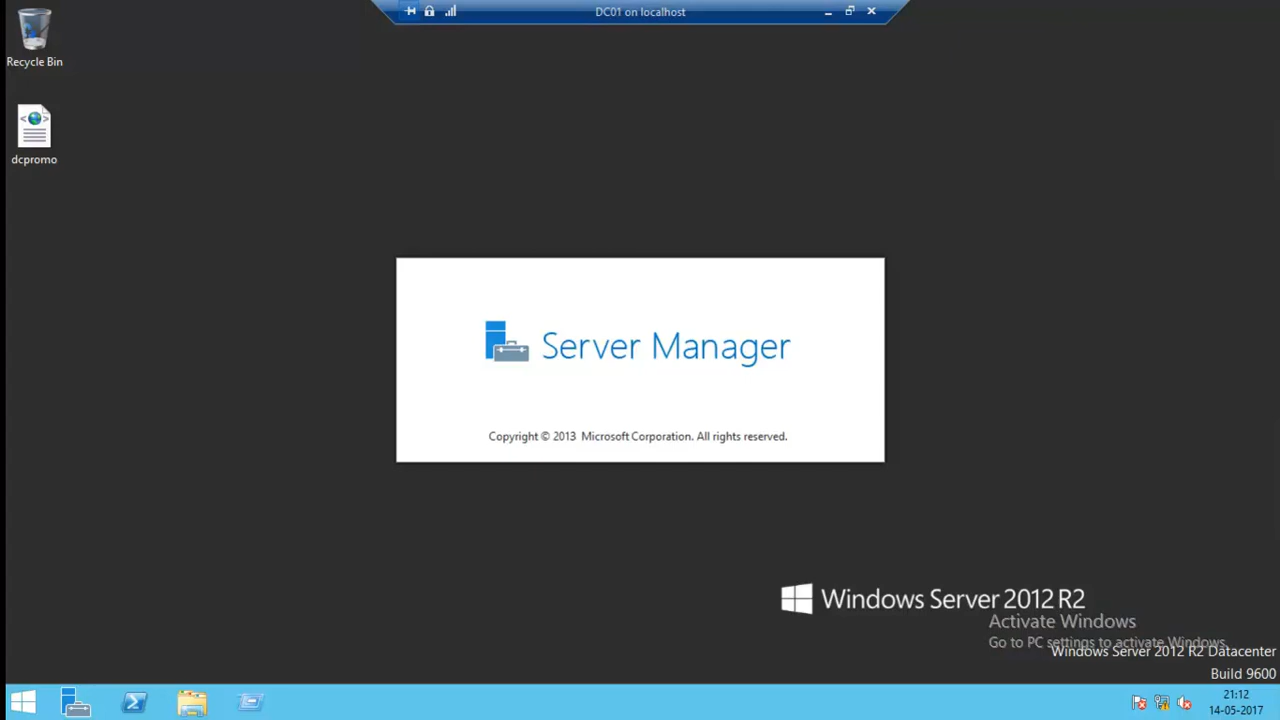 DC01 on localhost
Recycle Bin
dcpromo
Server Manager
Copyright © 2013 Microsoft Corporation. All rights reserved.
Windows Server 2012 R2
Activate Windows
Go to PC settings to activate Windows.
Windows Server 2012 R2 Datacenter
Build 9600
21:12
14-05-2017